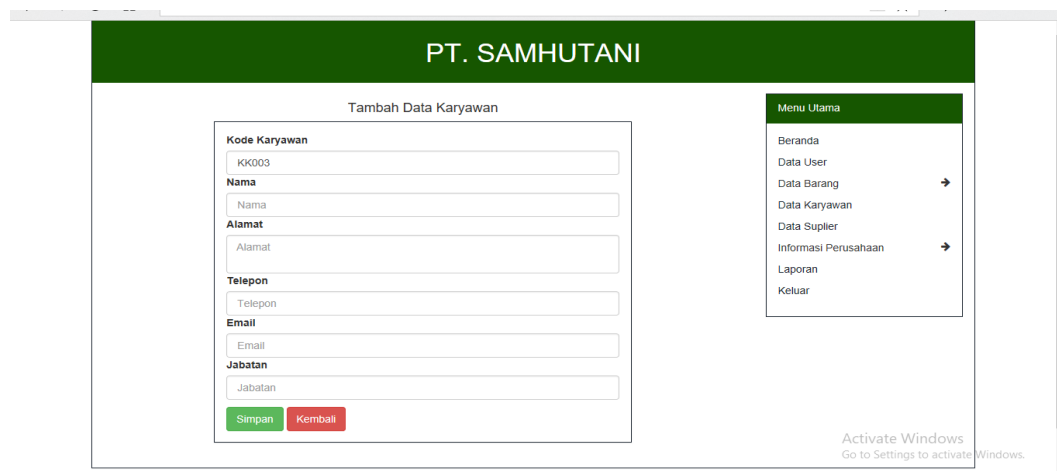 PT. SAMHUTANI
Tambah Data Karyawan
Kode Karyawan
KK003
Nama
Nama
Alamat
Alamat
Telepon
Telepon
Email
Email
Jabatan
Jabatan
Simpan Kembali
Menu Utama
Beranda
Data User
Data Barang
Data Karyawan
Data Suplier
Informasi Perusahaan
Laporan
Keluar
Activate Windows
Go to Settings to activate Windows.